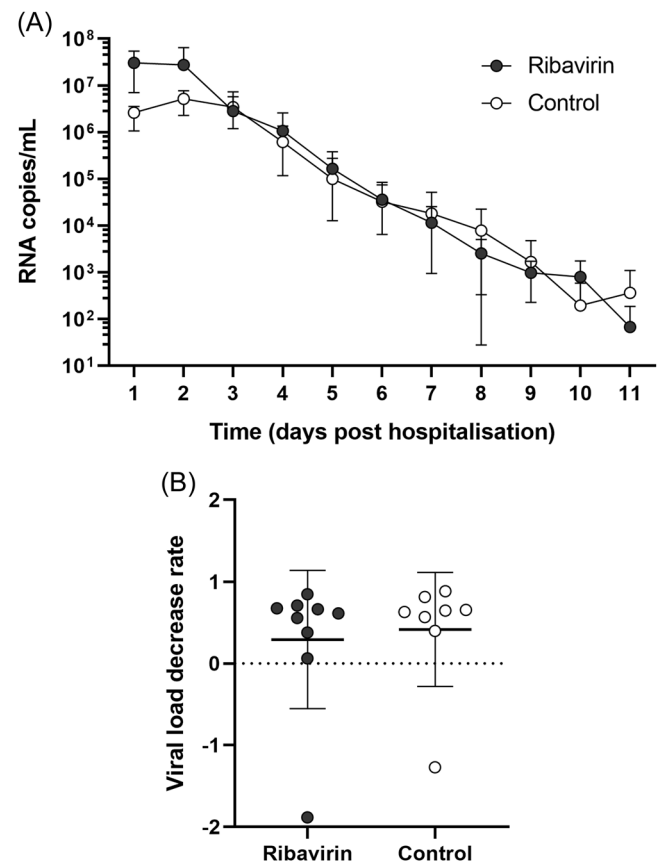 (A)
10⁸
10⁷
10⁶
10⁵
10⁴
10³
10²
10¹
RNA copies/mL
Ribavirin
Control
1 2 3 4 5 6 7 8 9 10 11
Time (days post hospitalisation)
(B)
2
1
0
-1
-2
Viral load decrease rate
Ribavirin Control